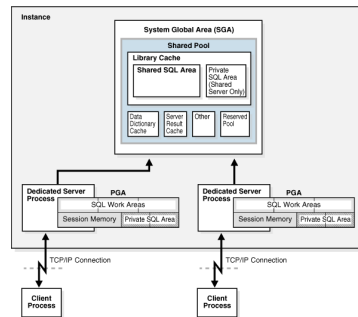 Instance
System Global Area (SGA)
Shared Pool
Library Cache
Shared SQL Area
Private
SQL Area
(Shared
Server Only)
Data
Dictionary
Cache
Server
Result
Cache
Other
Reserved
Pool
Dedicated Server
Process
PGA
SQL Work Areas
Session Memory
Private SQL Area
Dedicated Server
Process
PGA
SQL Work Areas
Session Memory
Private SQL Area
TCP/IP Connection
TCP/IP Connection
Client
Process
Client
Process